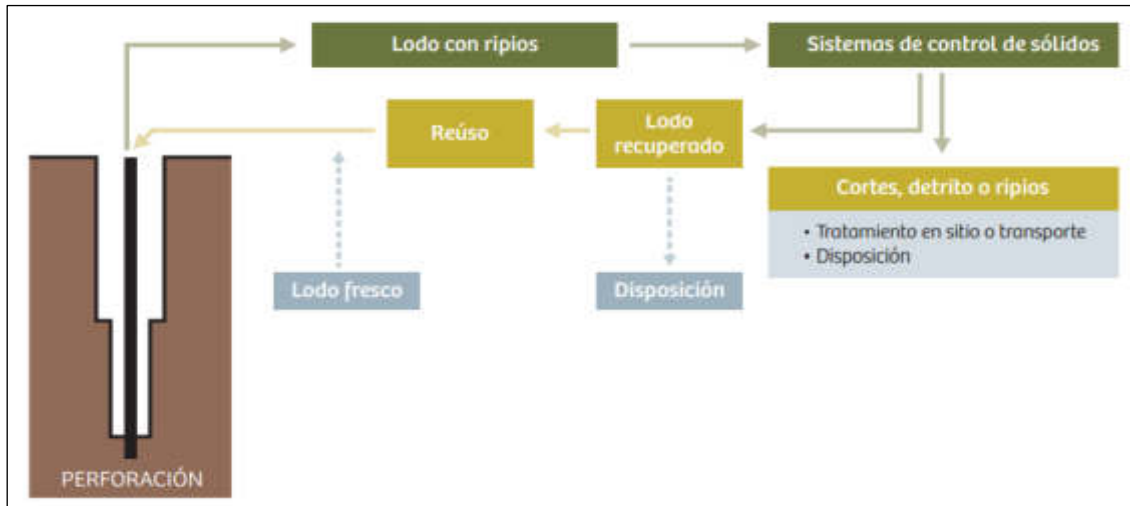 Lodo con ripios
Sistemas de control de sólidos
Reúso
Lodo
recuperado
Cortes, detrito o ripios
• Tratamiento en sitio o transporte
• Disposición
Lodo fresco
Disposición
PERFORACIÓN